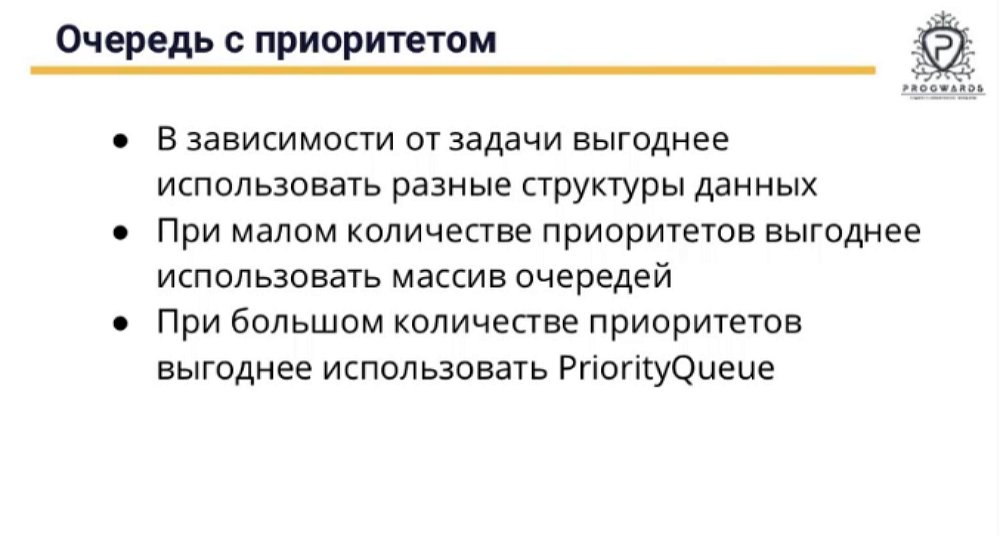 Очередь с приоритетом
PROGWARDS
● В зависимости от задачи выгоднее
использовать разные структуры данных
● При малом количестве приоритетов выгоднее
использовать массив очередей
● При большом количестве приоритетов
выгоднее использовать PriorityQueue